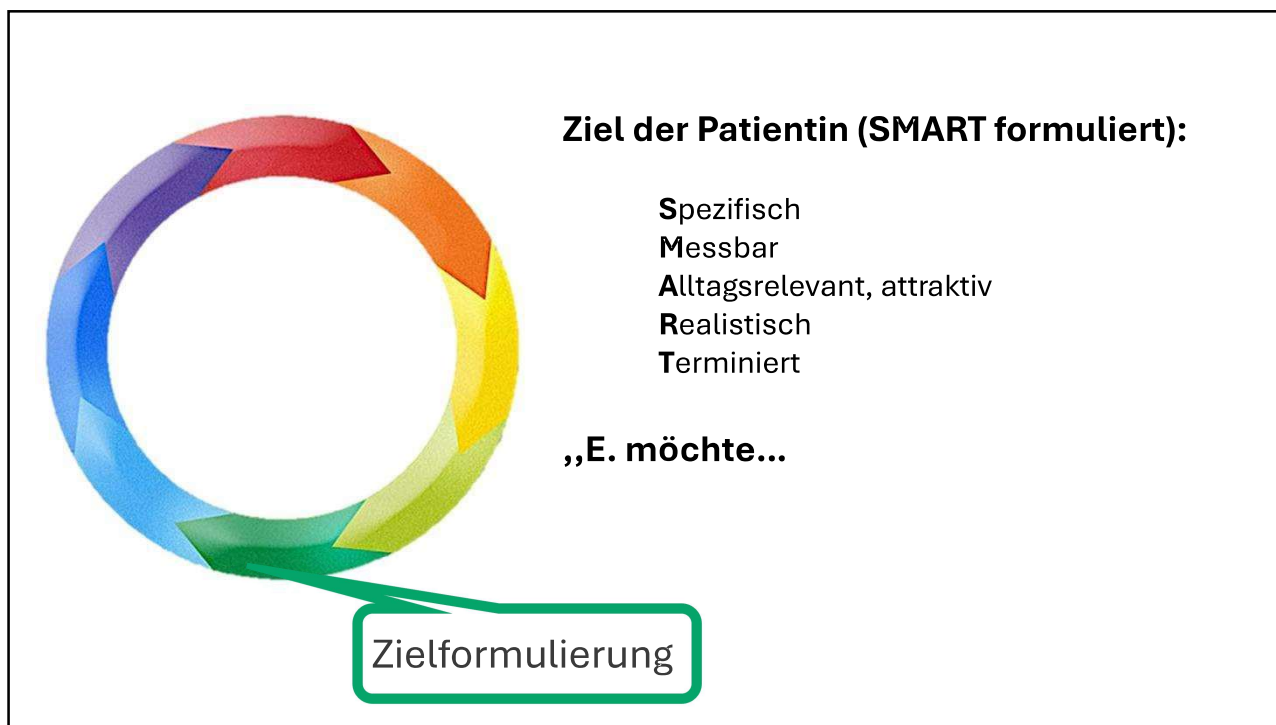 Ziel der Patientin (SMART formuliert):
Spezifisch
Messbar
Alltagsrelevant, attraktiv
Realistisch
Terminiert
,,E. möchte...
Zielformulierung